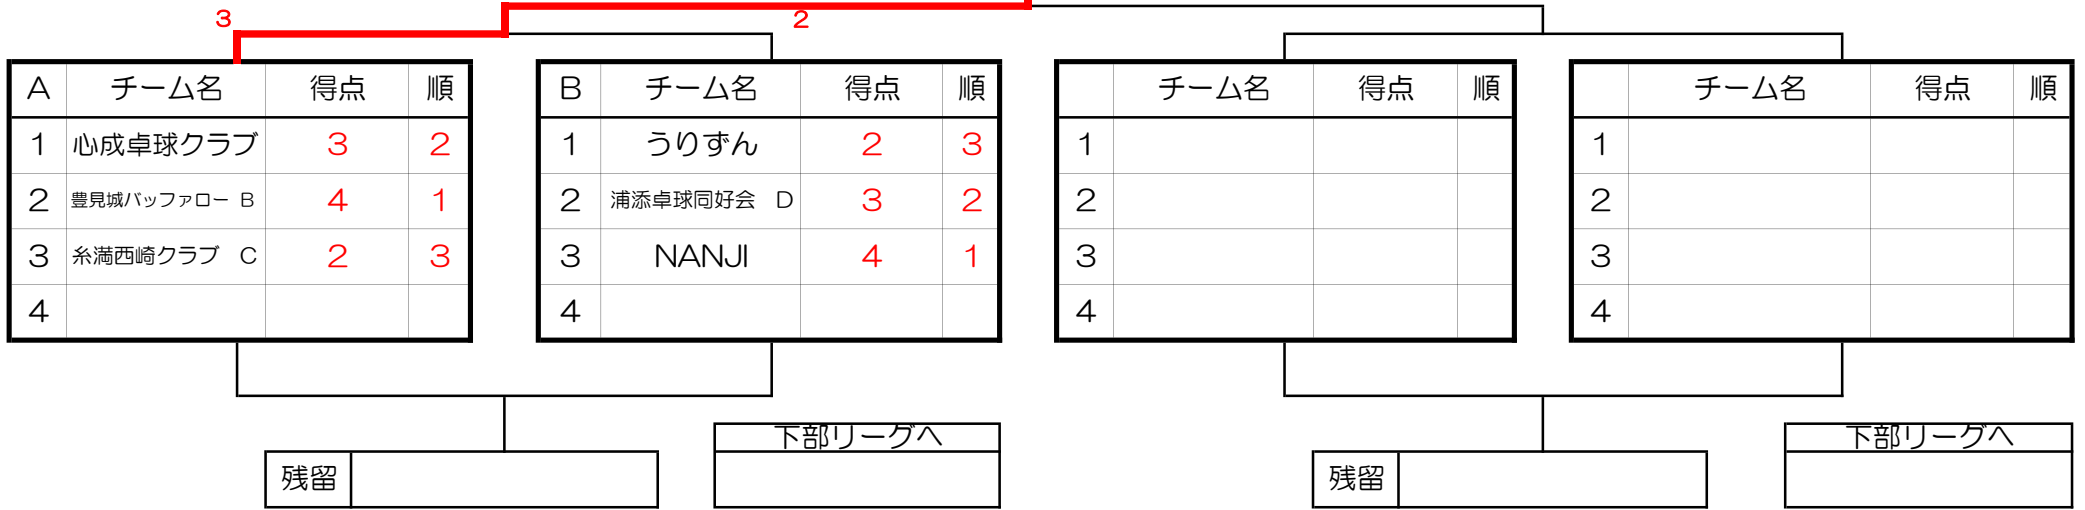 3 2
A チーム名 得点 順 B チーム名 得点 順 チーム名 得点 順 チーム名 得点 順
1 心成卓球クラブ 3 2 1 うりずん 2 3 1 1
2 豊見城バッファロー B 4 1 2 浦添卓球同好会 D 3 2 2 2
3 糸満西崎クラブ C 2 3 3 NANJI 4 1 3 3
4 4 4 4
下部リーグへ 下部リーグへ
残留 残留